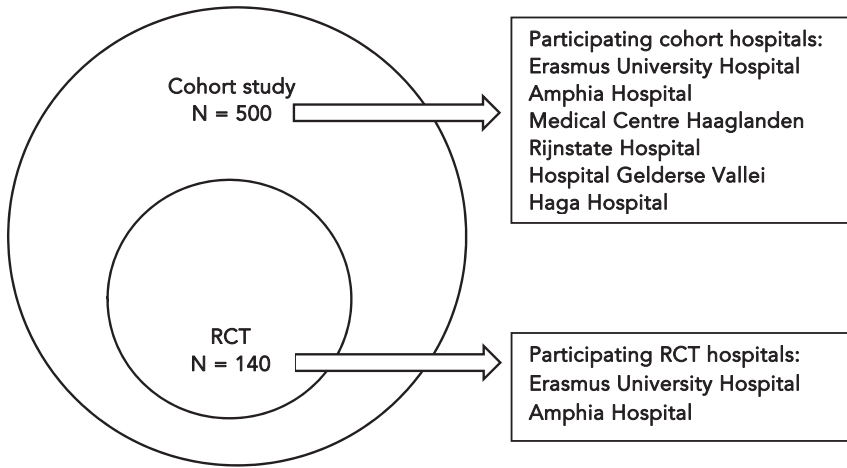 Cohort study
N = 500
Participating cohort hospitals:
Erasmus University Hospital
Amphia Hospital
Medical Centre Haaglanden
Rijnstate Hospital
Hospital Gelderse Vallei
Haga Hospital
RCT
N = 140
Participating RCT hospitals:
Erasmus University Hospital
Amphia Hospital